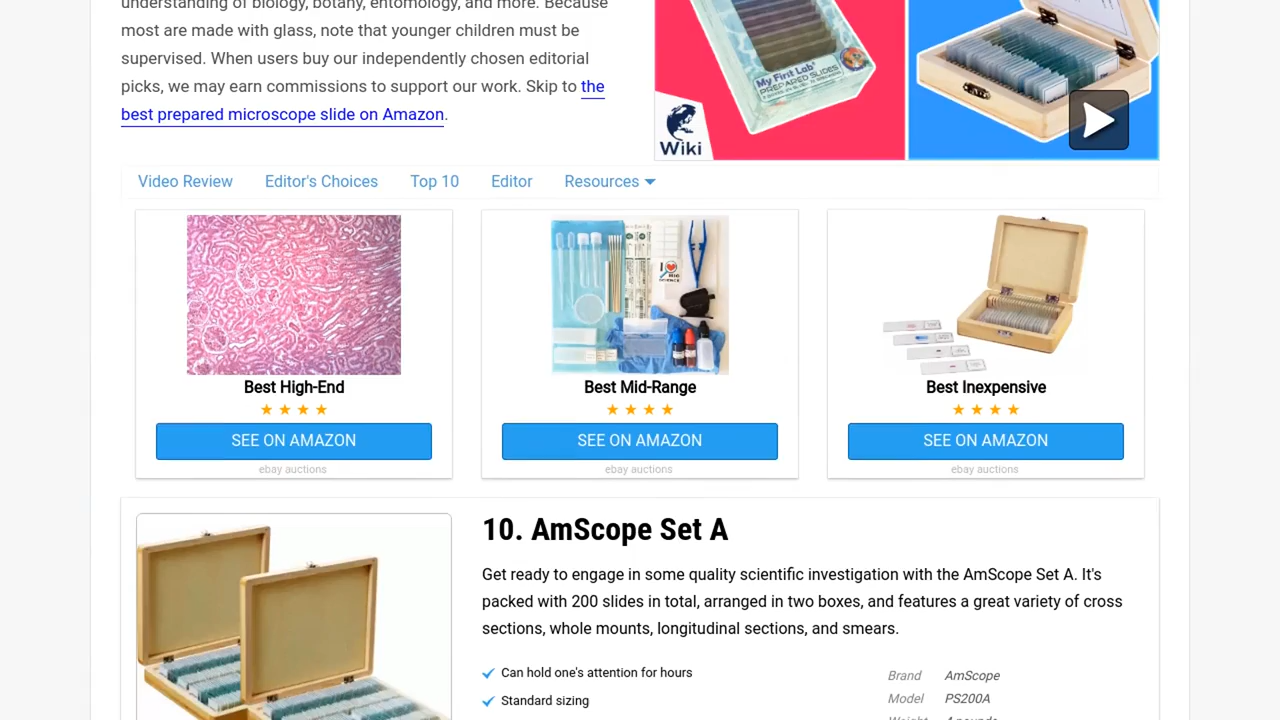 understanding of biology, botany, entomology, and more. Because
most are made with glass, note that younger children must be
supervised. When users buy our independently chosen editorial
picks, we may earn commissions to support our work. Skip to the
best prepared microscope slide on Amazon.
My First Lab
PREPARED SLIDES
Wiki
Video Review
Editor's Choices
Top 10
Editor
Resources
Best High-End
SEE ON AMAZON
ebay auctions
Best Mid-Range
SEE ON AMAZON
ebay auctions
Best Inexpensive
SEE ON AMAZON
ebay auctions
10. AmScope Set A
Get ready to engage in some quality scientific investigation with the AmScope Set A. It's
packed with 200 slides in total, arranged in two boxes, and features a great variety of cross
sections, whole mounts, longitudinal sections, and smears.
Can hold one's attention for hours
Standard sizing
Brand AmScope
Model PS200A
Weight 4 pounds